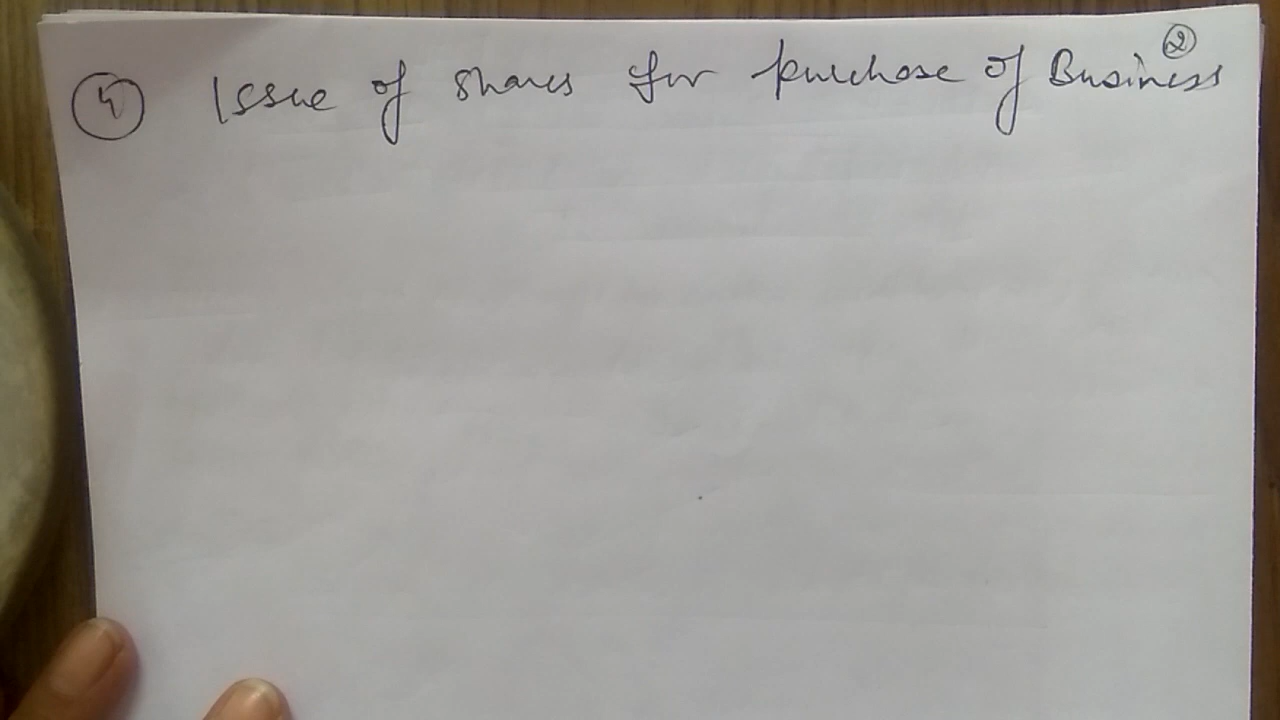 ②
④ Issue of shares for purchase of Business